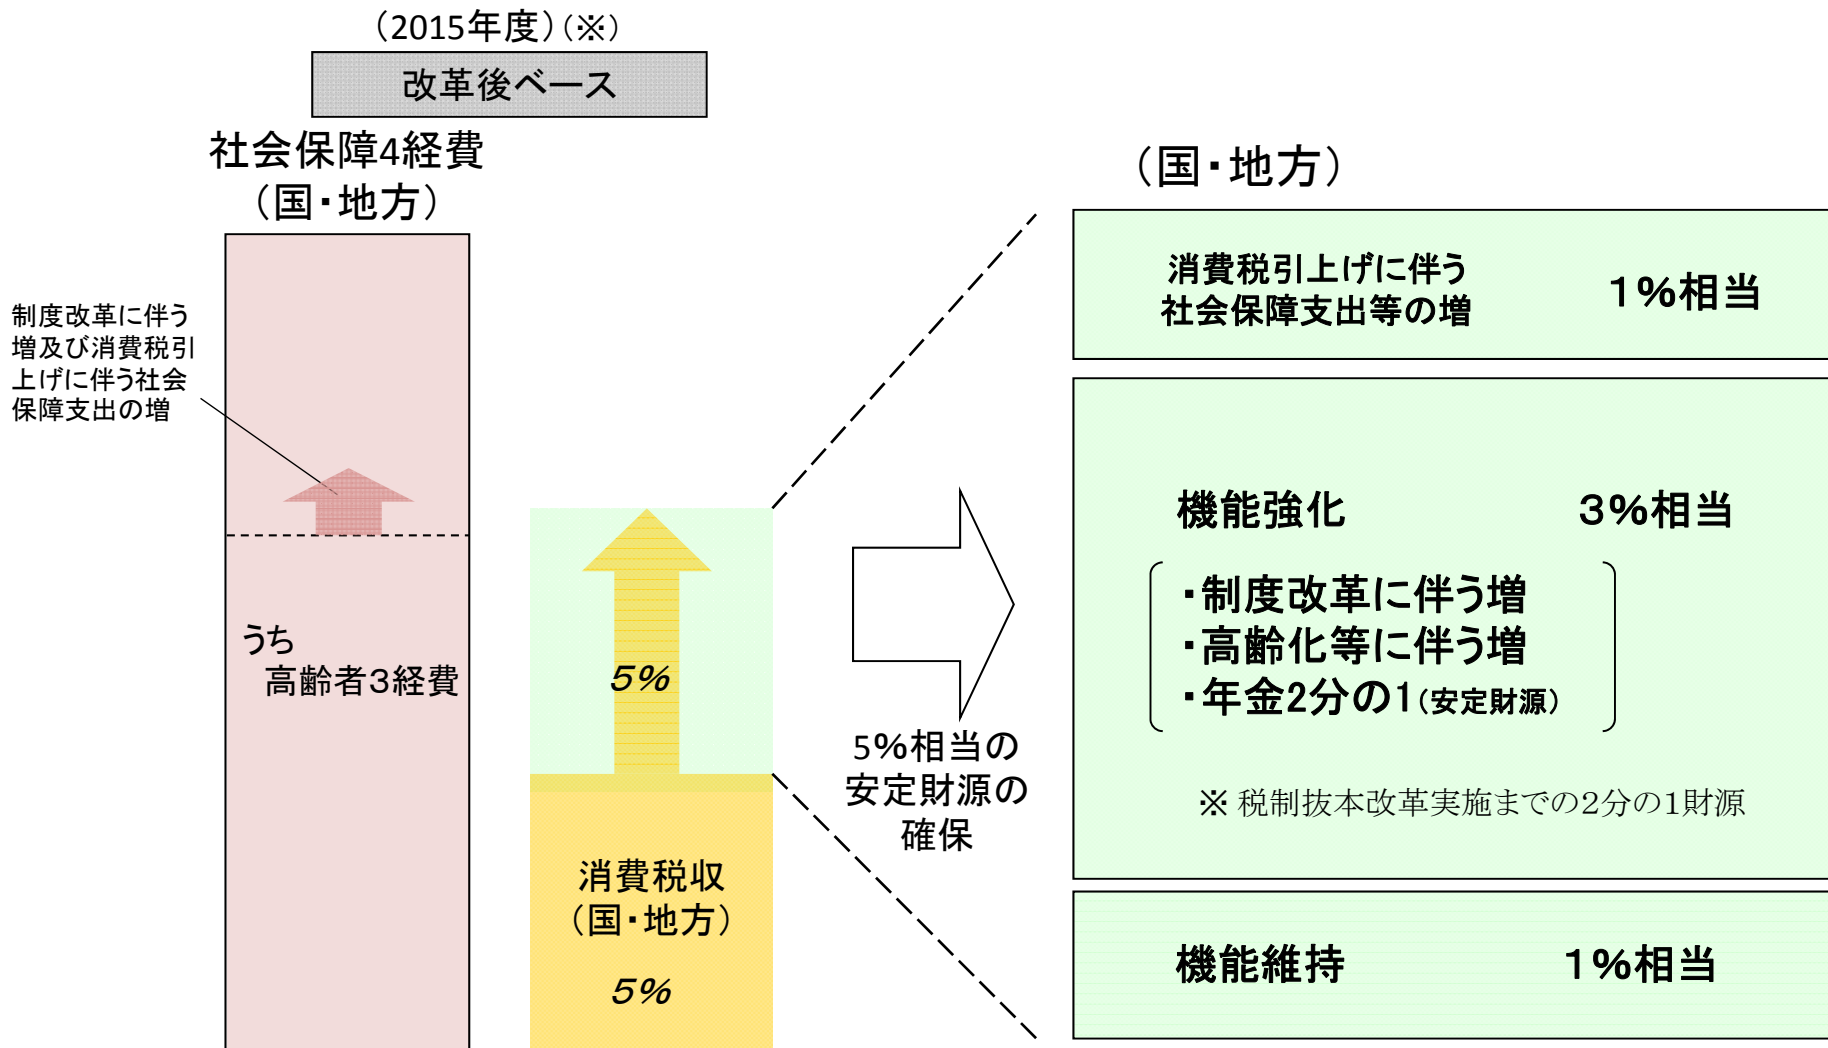 （2015年度）（※）
改革後ベース
社会保障4経費
（国・地方）
制度改革に伴う
増及び消費税引
上げに伴う社会
保障支出の増
うち
高齢者３経費
5%
消費税収
（国・地方）
5%
5%相当の
安定財源の
確保
（国・地方）
消費税引上げに伴う
社会保障支出等の増
1%相当
機能強化
3%相当
・制度改革に伴う増
・高齢化等に伴う増
・年金2分の1（安定財源）
※ 税制抜本改革実施までの2分の1財源
機能維持
1%相当